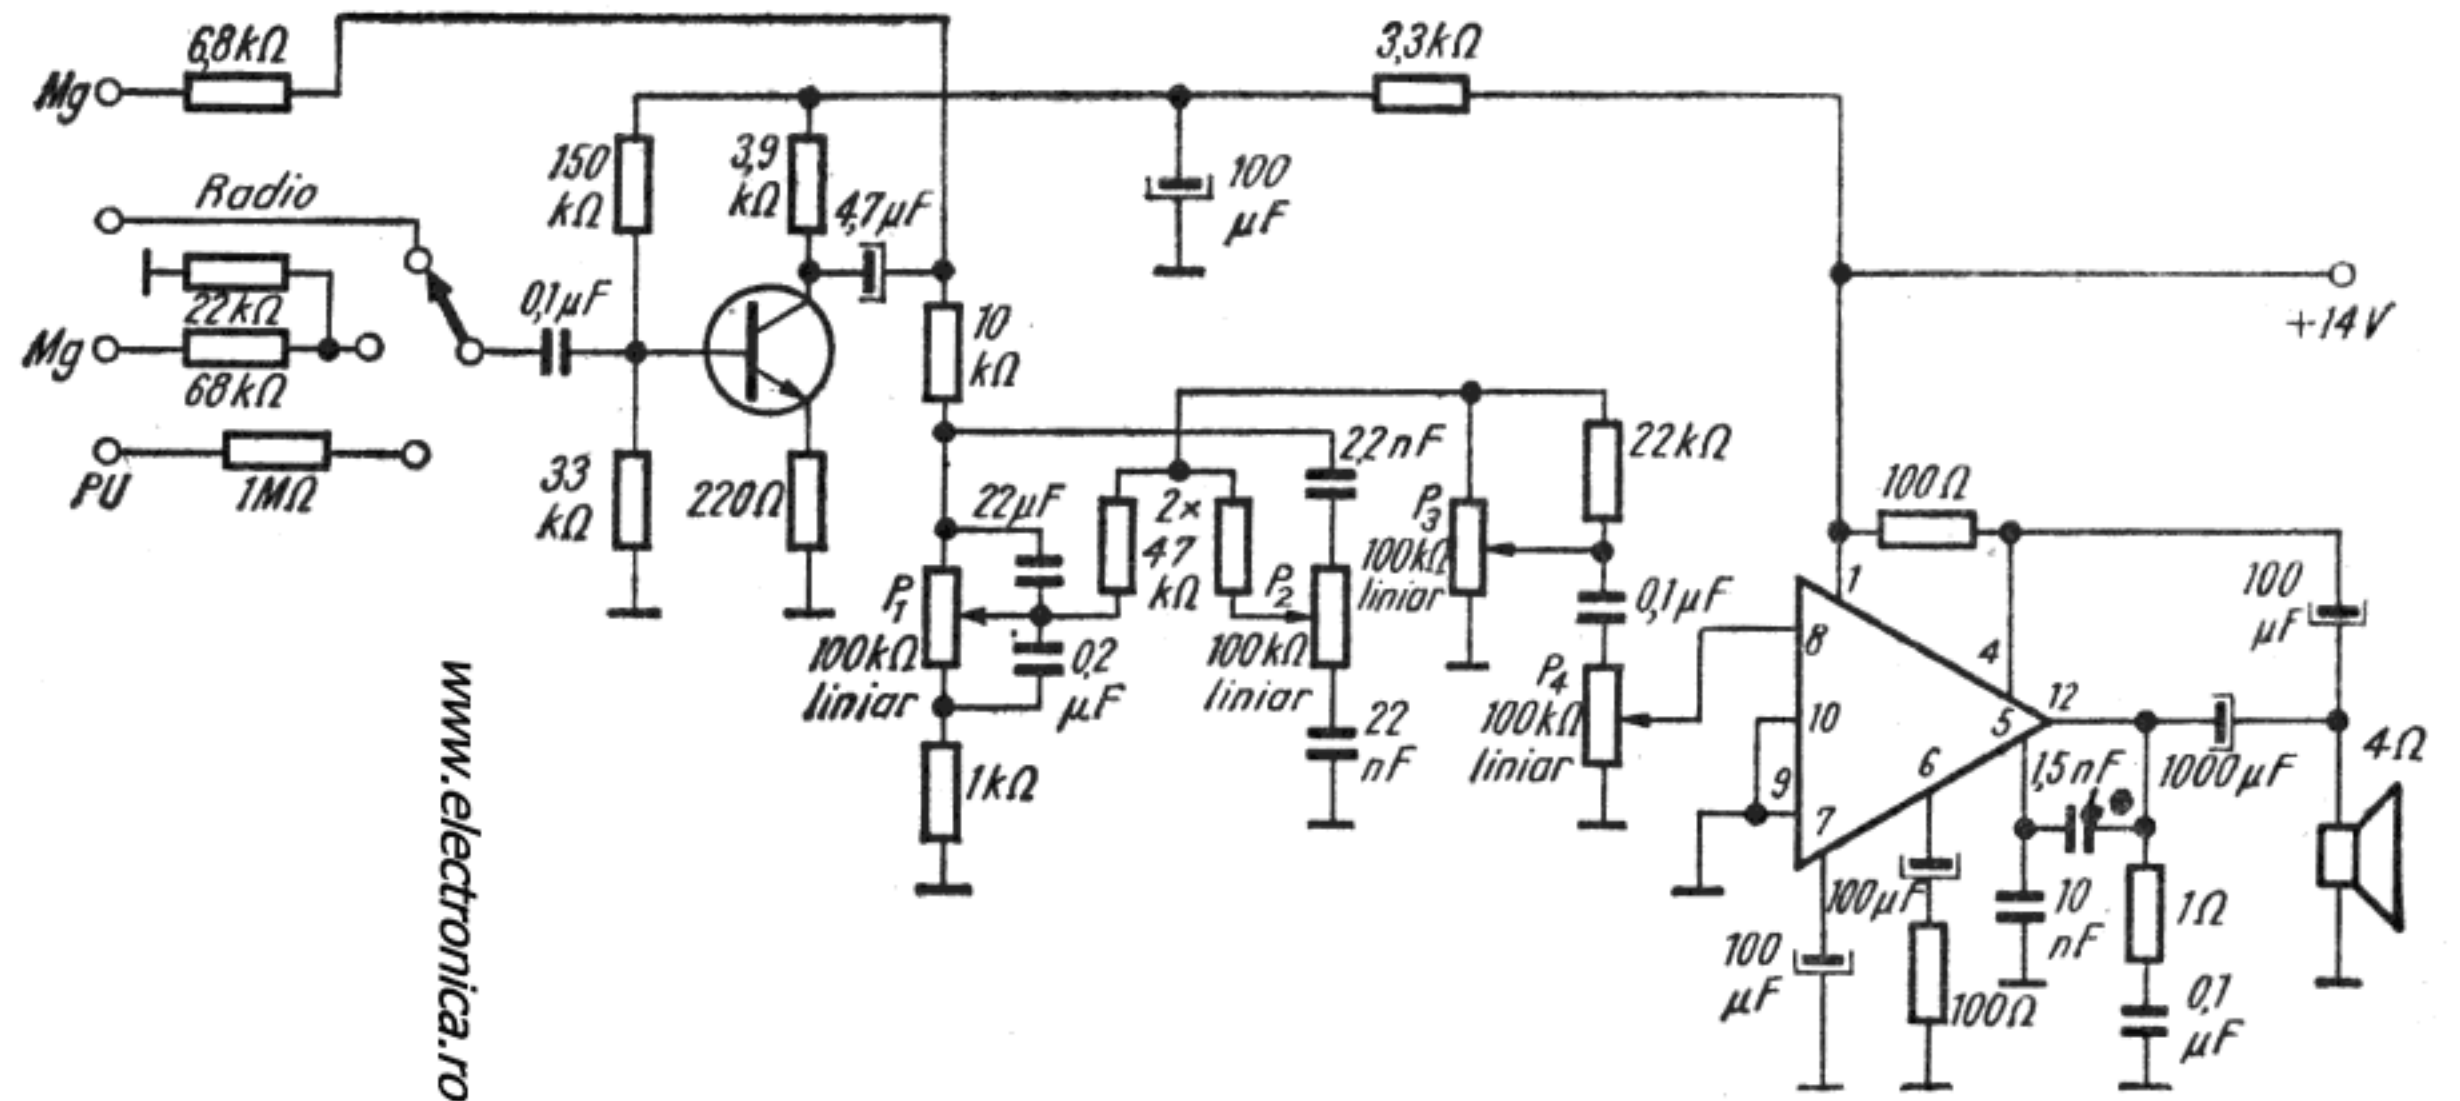 6,8kΩ
Mg
3,3kΩ
150
kΩ
3,9
kΩ
4,7µF
100
µF
Radio
22kΩ
0,1µF
Mg
68kΩ
PU
1MΩ
33
kΩ
220Ω
10
kΩ
+14V
22µF
2×
47
kΩ
2,2nF
P1
100kΩ
liniar
0,2
µF
1kΩ
P2
100kΩ
liniar
22
nF
P3
100kΩ
liniar
22kΩ
0,1µF
P4
100kΩ
liniar
100Ω
1
8
4
10
12
5
9
6
7
100
µF
1,5nF
1000µF
4Ω
100µF
100
µF
100Ω
10
nF
1Ω
0,1
µF
www.electronica.ro